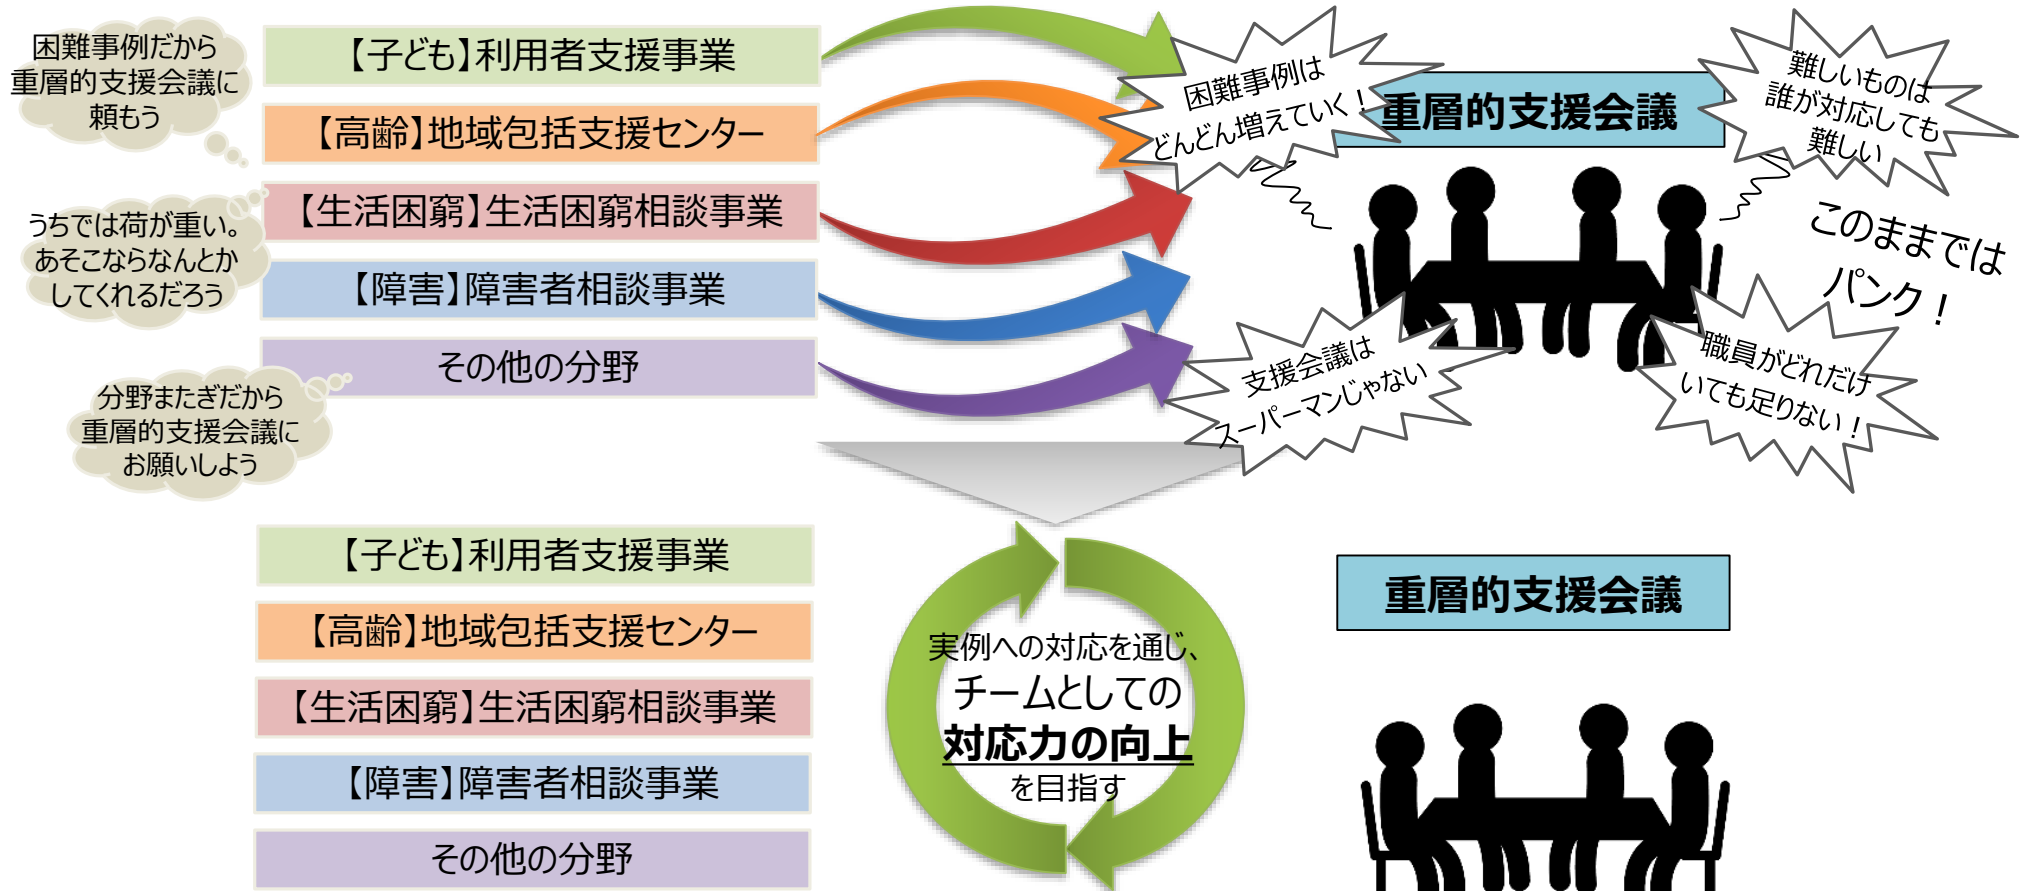 困難事例だから
重層的支援会議に
頼もう
うちでは荷が重い。
あそこならなんとか
してくれるだろう
分野またぎだから
重層的支援会議に
お願いしよう
【子ども】利用者支援事業
【高齢】地域包括支援センター
【生活困窮】生活困窮相談事業
【障害】障害者相談事業
その他の分野
困難事例は
どんどん増えていく！
重層的支援会議
難しいものは
誰が対応しても
難しい
このままでは
パンク！
支援会議は
スーパーマンじゃない
職員がどれだけ
いても足りない！
【子ども】利用者支援事業
【高齢】地域包括支援センター
【生活困窮】生活困窮相談事業
【障害】障害者相談事業
その他の分野
実例への対応を通じ、
チームとしての
対応力の向上
を目指す
重層的支援会議